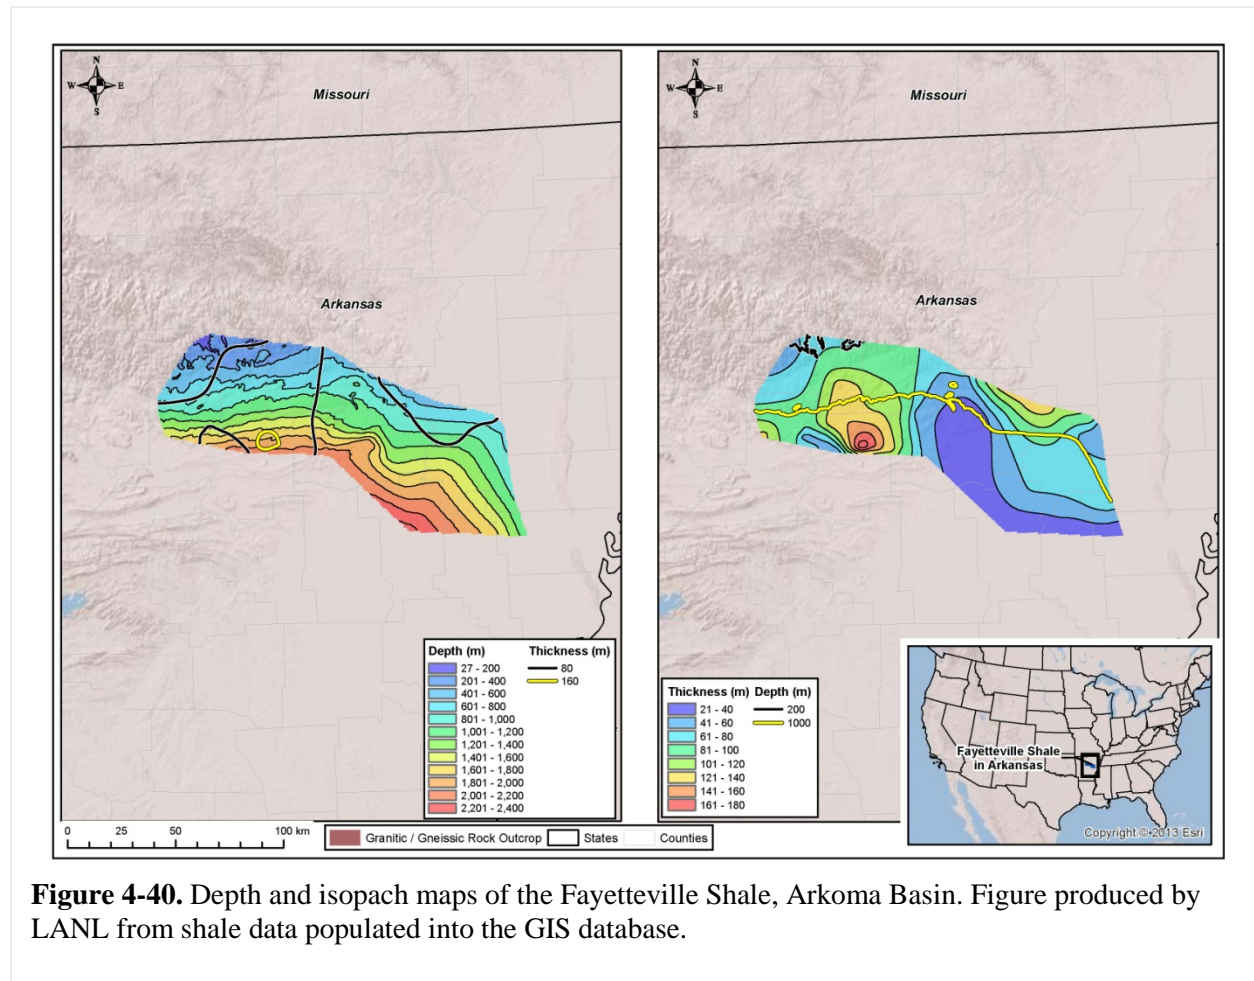 N
W E
S
Missouri
Arkansas
Depth (m) Thickness (m)
27 - 200 80
201 - 400 160
401 - 600
601 - 800
801 - 1,000
1,001 - 1,200
1,201 - 1,400
1,401 - 1,600
1,601 - 1,800
1,801 - 2,000
2,001 - 2,200
2,201 - 2,400
0 25 50 100 km
N
W E
S
Missouri
Arkansas
Thickness (m) Depth (m)
21 - 40 200
41 - 60 1000
61 - 80
81 - 100
101 - 120
121 - 140
141 - 160
161 - 180
Fayetteville Shale
in Arkansas
Copyright © 2013 Esri
Granitic / Gneissic Rock Outcrop States Counties
Figure 4-40. Depth and isopach maps of the Fayetteville Shale, Arkoma Basin. Figure produced by
LANL from shale data populated into the GIS database.